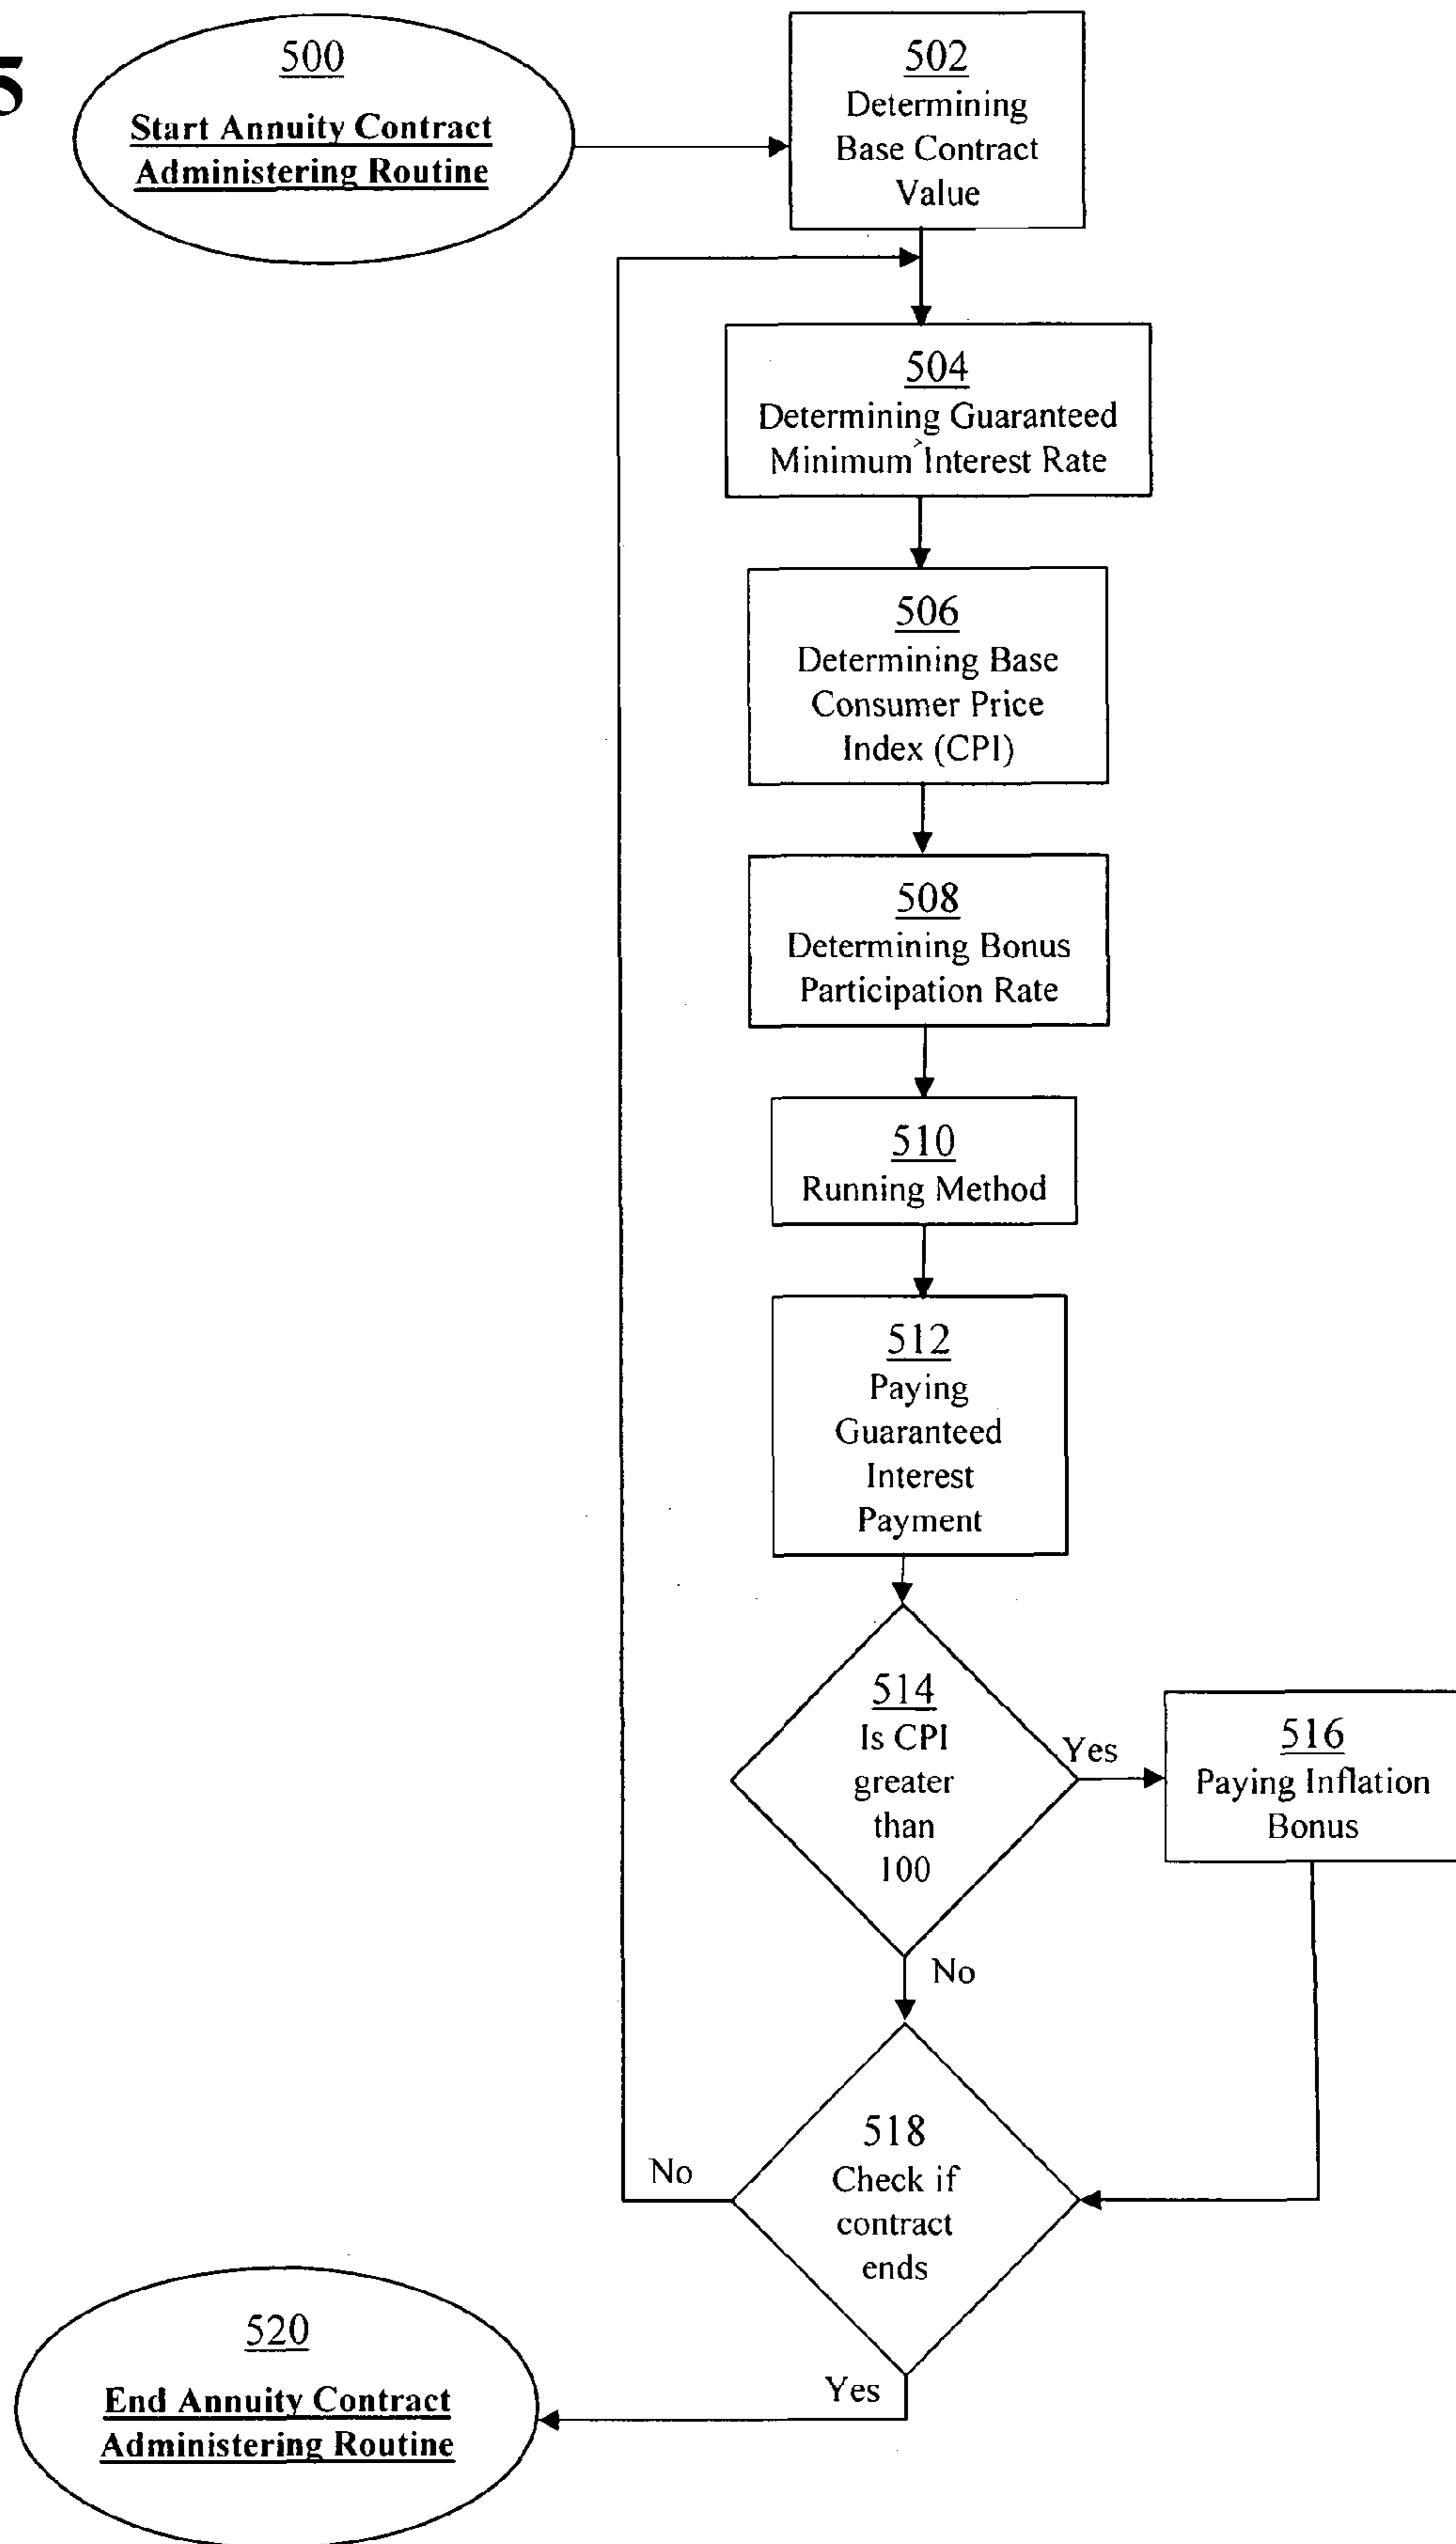 5
500
Start Annuity Contract
Administering Routine
502
Determining
Base Contract
Value
504
Determining Guaranteed
Minimum Interest Rate
506
Determining Base
Consumer Price
Index (CPI)
508
Determining Bonus
Participation Rate
510
Running Method
512
Paying
Guaranteed
Interest
Payment
514
Is CPI
greater
than
100
Yes
516
Paying Inflation
Bonus
No
518
Check if
contract
ends
No
Yes
520
End Annuity Contract
Administering Routine